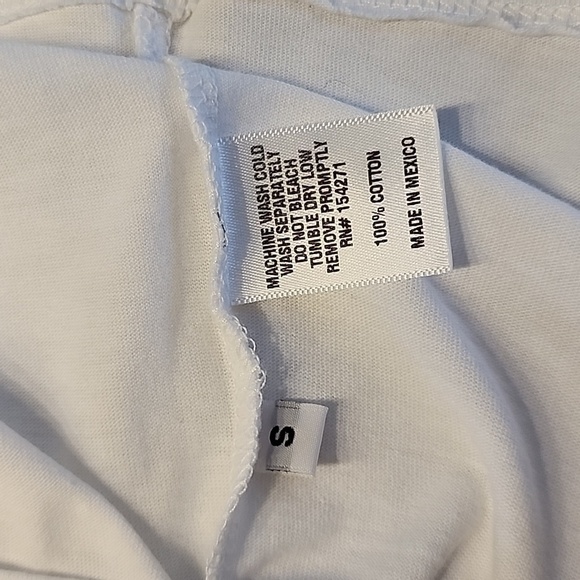 MACHINE WASH COLD
WASH SEPARATELY
DO NOT BLEACH
TUMBLE DRY LOW
REMOVE PROMPTLY
RN# 154271
100% COTTON
MADE IN MEXICO
S